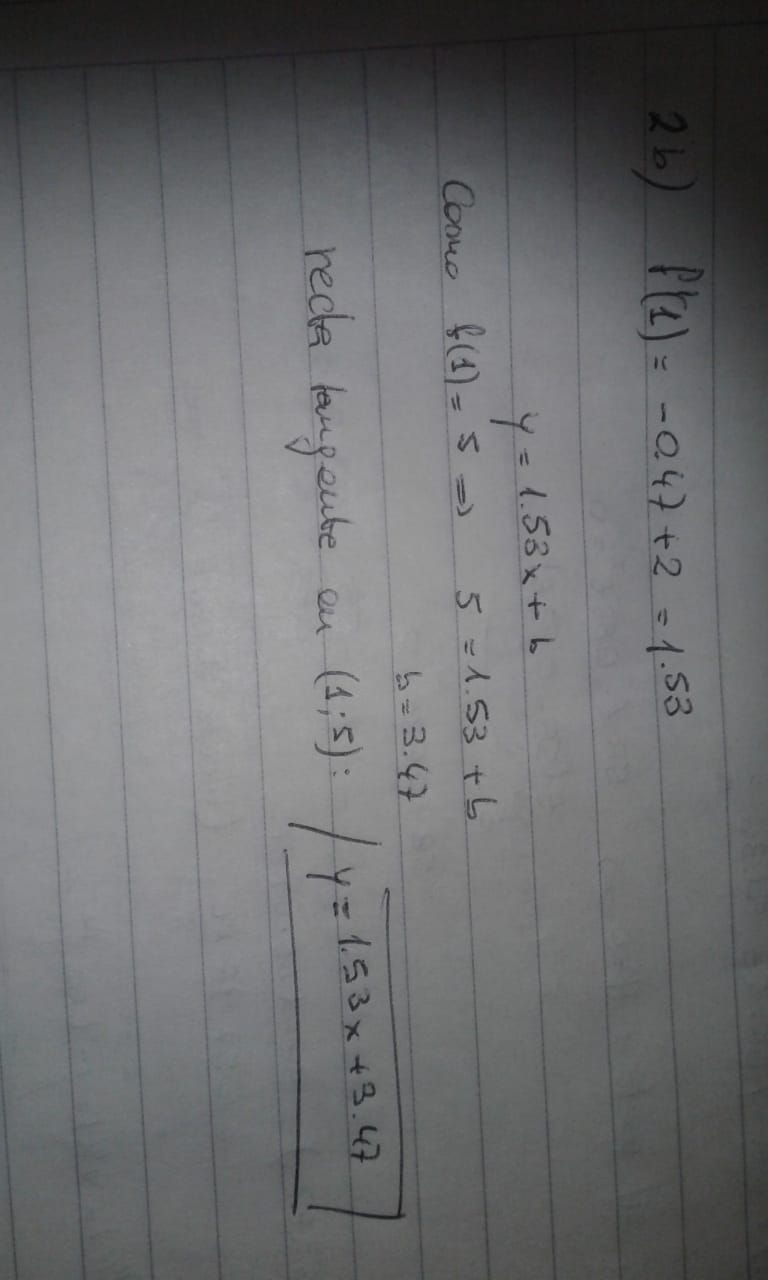 2b) f'(1) = -0.47 + 2 = 1.53
y = 1.53x + b
Como f(1) = 5 => 5 = 1.53 + b
b = 3.47
recta tangente en (1;5): y = 1.53x + 3.47